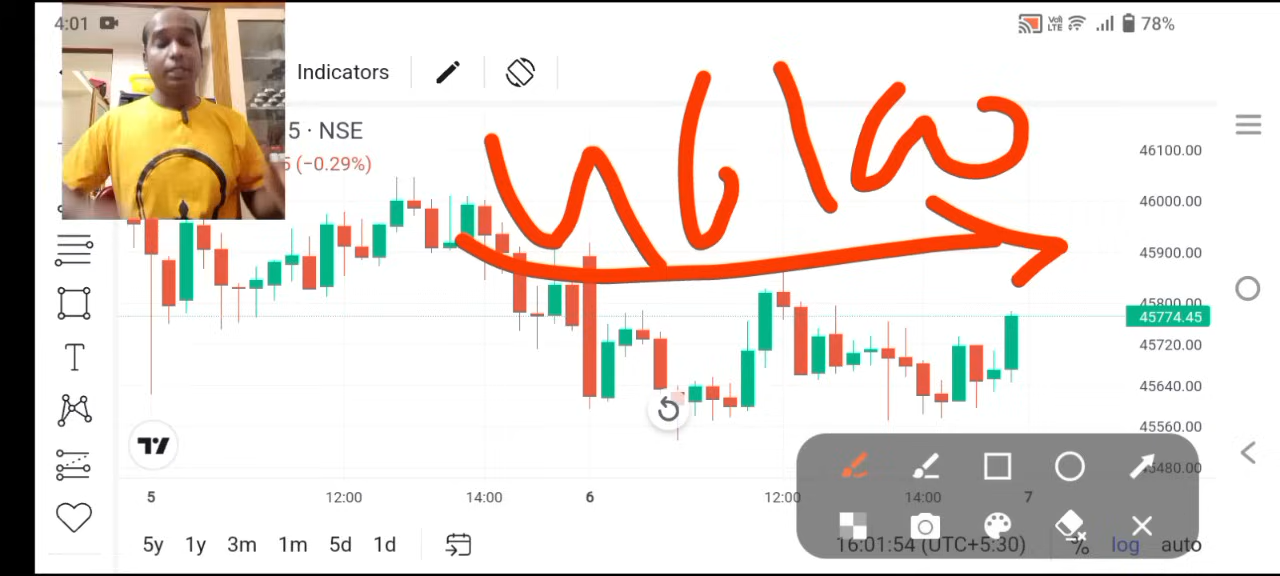 4:01 Vo) LTE 78%
Indicators
5 · NSE
5 (−0.29%)
46100.00
46000.00
45900.00
45800.00
45774.45
45720.00
45640.00
45560.00
45480.00
5 12:00 14:00 6 12:00 14:00 7
5y 1y 3m 1m 5d 1d 16:01:54 (UTC+5:30) % log auto